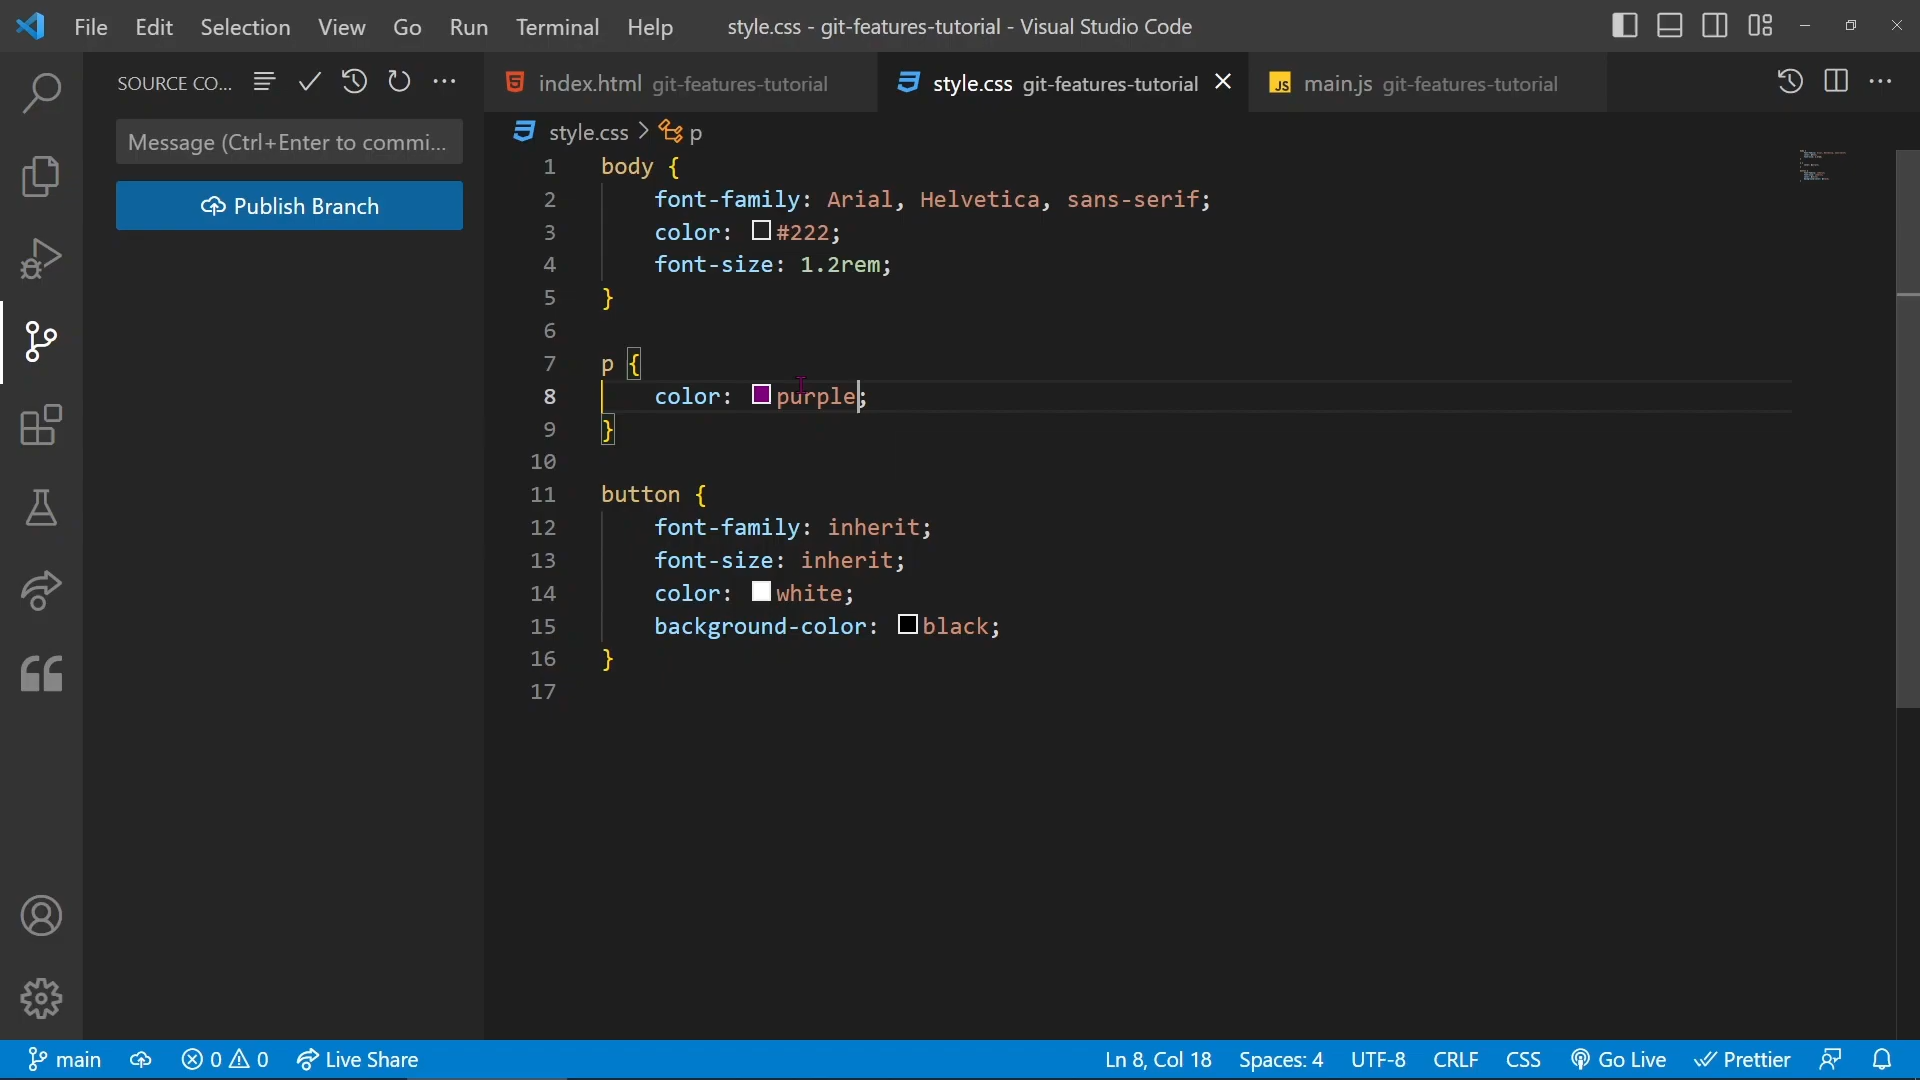 File Edit Selection View Go Run Terminal Help style.css - git-features-tutorial - Visual Studio Code
SOURCE CO...
index.html git-features-tutorial
style.css git-features-tutorial
JS main.js git-features-tutorial
Message (Ctrl+Enter to commi...
Publish Branch
style.css > p
1 body {
2 font-family: Arial, Helvetica, sans-serif;
3 color: #222;
4 font-size: 1.2rem;
5 }
6
7 p {
8 color: purple;
9 }
10
11 button {
12 font-family: inherit;
13 font-size: inherit;
14 color: white;
15 background-color: black;
16 }
17
main 0 0 Live Share Ln 8, Col 18 Spaces: 4 UTF-8 CRLF CSS Go Live Prettier